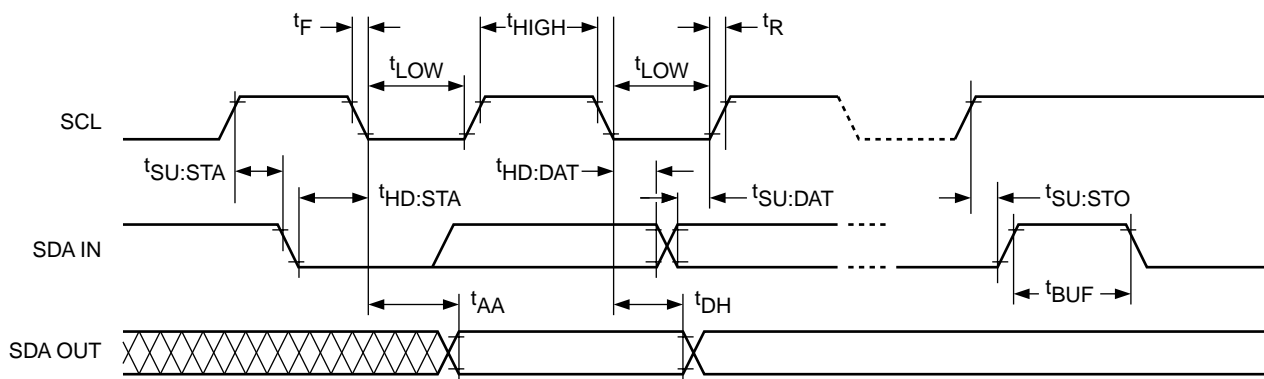 tF
tHIGH
tR
tLOW
tLOW
SCL
tSU:STA
tHD:STA
tHD:DAT
tSU:DAT
tSU:STO
SDA IN
tAA
tDH
tBUF
SDA OUT